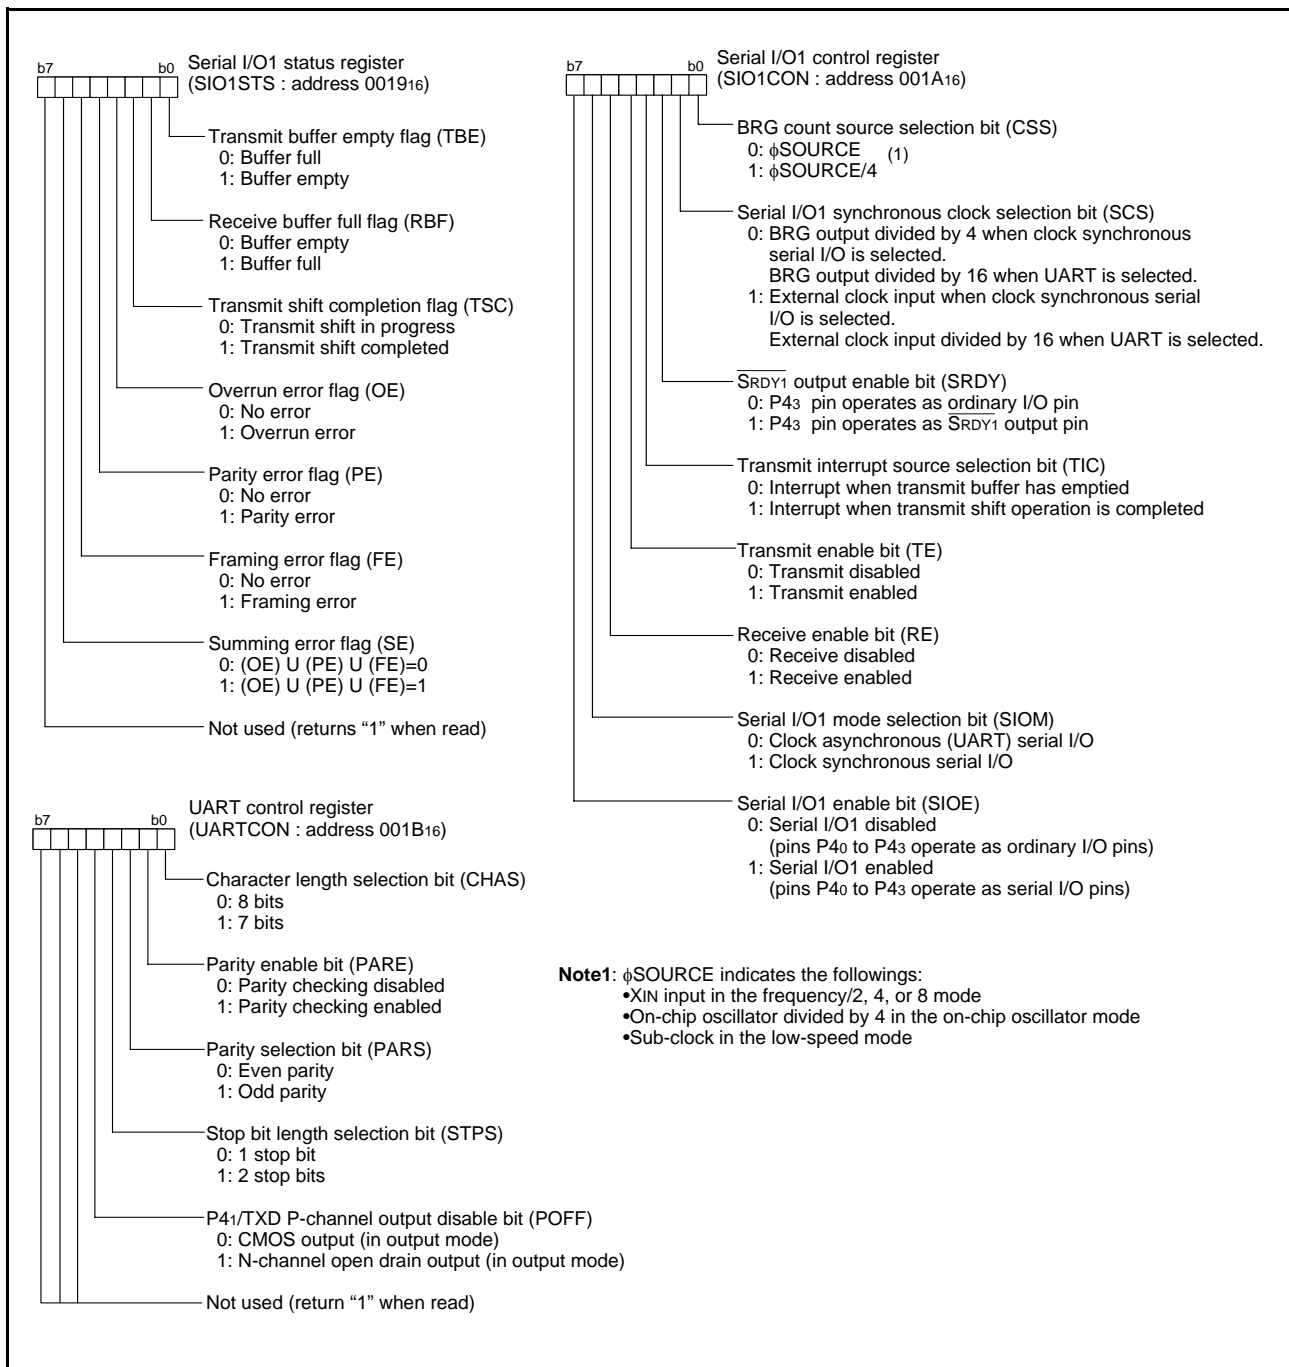 b7 b0
Serial I/O1 status register
(SIO1STS : address 001916)
Transmit buffer empty flag (TBE)
0: Buffer full
1: Buffer empty
Receive buffer full flag (RBF)
0: Buffer empty
1: Buffer full
Transmit shift completion flag (TSC)
0: Transmit shift in progress
1: Transmit shift completed
Overrun error flag (OE)
0: No error
1: Overrun error
Parity error flag (PE)
0: No error
1: Parity error
Framing error flag (FE)
0: No error
1: Framing error
Summing error flag (SE)
0: (OE) U (PE) U (FE)=0
1: (OE) U (PE) U (FE)=1
Not used (returns “1” when read)
b7 b0
UART control register
(UARTCON : address 001B16)
Character length selection bit (CHAS)
0: 8 bits
1: 7 bits
Parity enable bit (PARE)
0: Parity checking disabled
1: Parity checking enabled
Parity selection bit (PARS)
0: Even parity
1: Odd parity
Stop bit length selection bit (STPS)
0: 1 stop bit
1: 2 stop bits
P41/TXD P-channel output disable bit (POFF)
0: CMOS output (in output mode)
1: N-channel open drain output (in output mode)
Not used (return “1” when read)
b7 b0
Serial I/O1 control register
(SIO1CON : address 001A16)
BRG count source selection bit (CSS)
0: ϕSOURCE (1)
1: ϕSOURCE/4
Serial I/O1 synchronous clock selection bit (SCS)
0: BRG output divided by 4 when clock synchronous
serial I/O is selected.
BRG output divided by 16 when UART is selected.
1: External clock input when clock synchronous serial
I/O is selected.
External clock input divided by 16 when UART is selected.
SRDY1 output enable bit (SRDY)
0: P43 pin operates as ordinary I/O pin
1: P43 pin operates as SRDY1 output pin
Transmit interrupt source selection bit (TIC)
0: Interrupt when transmit buffer has emptied
1: Interrupt when transmit shift operation is completed
Transmit enable bit (TE)
0: Transmit disabled
1: Transmit enabled
Receive enable bit (RE)
0: Receive disabled
1: Receive enabled
Serial I/O1 mode selection bit (SIOM)
0: Clock asynchronous (UART) serial I/O
1: Clock synchronous serial I/O
Serial I/O1 enable bit (SIOE)
0: Serial I/O1 disabled
(pins P40 to P43 operate as ordinary I/O pins)
1: Serial I/O1 enabled
(pins P40 to P43 operate as serial I/O pins)
Note1: ϕSOURCE indicates the followings:
•XIN input in the frequency/2, 4, or 8 mode
•On-chip oscillator divided by 4 in the on-chip oscillator mode
•Sub-clock in the low-speed mode